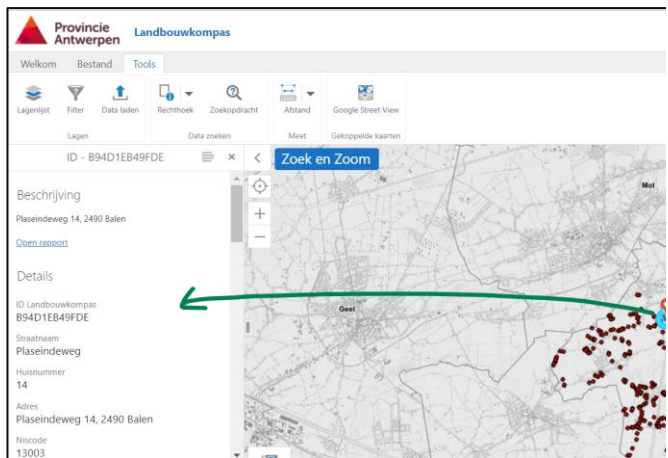 Provincie
Antwerpen
Landbouwkompas
Welkom Bestand Tools
Lagenlijst Filter Data laden Rechthoek Zoekopdracht Afstand Google Street View
Lagen Data zoeken Meet Gekoppelde kaarten
ID - B94D1EB49FDE
Zoek en Zoom
Beschrijving
Plaseindeweg 14, 2490 Balen
Open rapport
Details
ID Landbouwkompas
B94D1EB49FDE
Straatnaam
Plaseindeweg
Huisnummer
14
Adres
Plaseindeweg 14, 2490 Balen
Niscode
13003
Mol
Geel